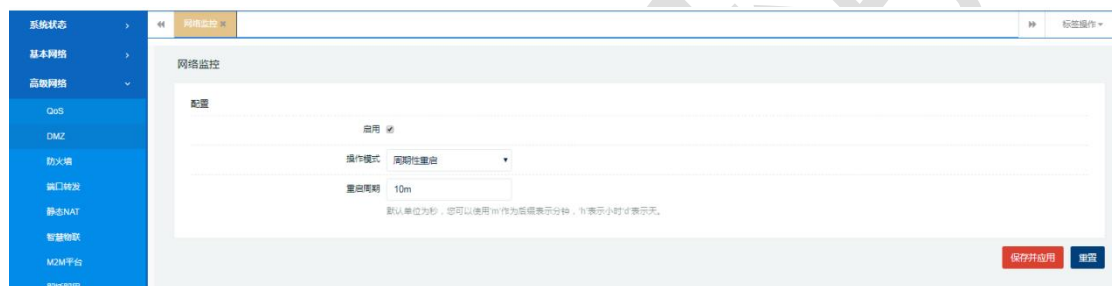 系统状态
基本网络
高级网络
QoS
DMZ
防火墙
端口转发
静态NAT
智慧物联
M2M平台
网络监控
标签操作
网络监控
配置
启用
操作模式 周期性重启
重启周期 10m
默认单位为秒，您可以使用'm'作为后缀表示分钟，'h'表示小时'd'表示天。
保存并应用 重置